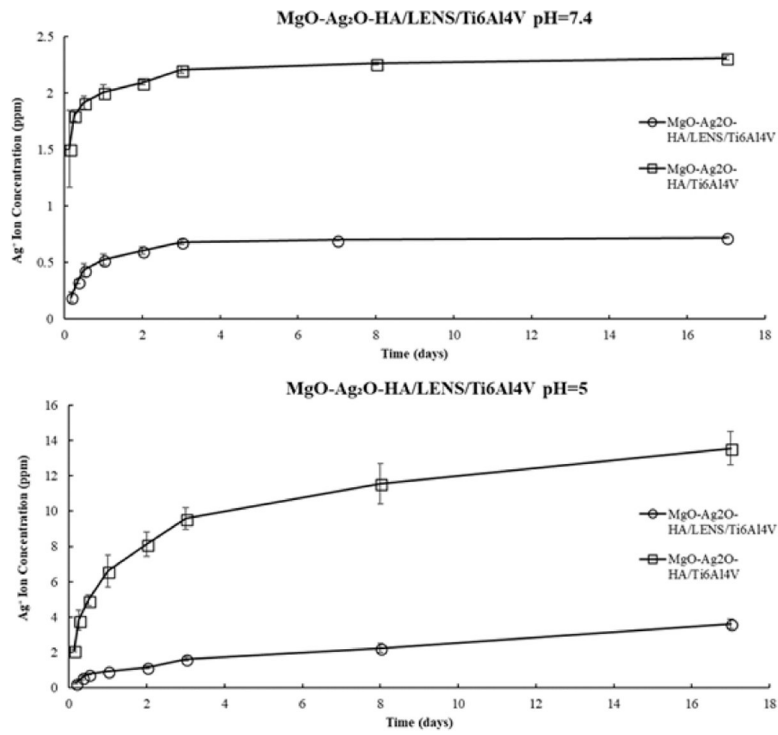 MgO-Ag₂O-HA/LENS/Ti6Al4V pH=7.4
2.5
2
1.5
1
0.5
0
Ag⁺ Ion Concentration (ppm)
MgO-Ag2O-
HA/LENS/Ti6Al4V
MgO-Ag2O-
HA/Ti6Al4V
0 2 4 6 8 10 12 14 16 18
Time (days)
MgO-Ag₂O-HA/LENS/Ti6Al4V pH=5
16
14
12
10
8
6
4
2
0
Ag⁺ Ion Concentration (ppm)
MgO-Ag2O-
HA/LENS/Ti6Al4V
MgO-Ag2O-
HA/Ti6Al4V
0 2 4 6 8 10 12 14 16 18
Time (days)